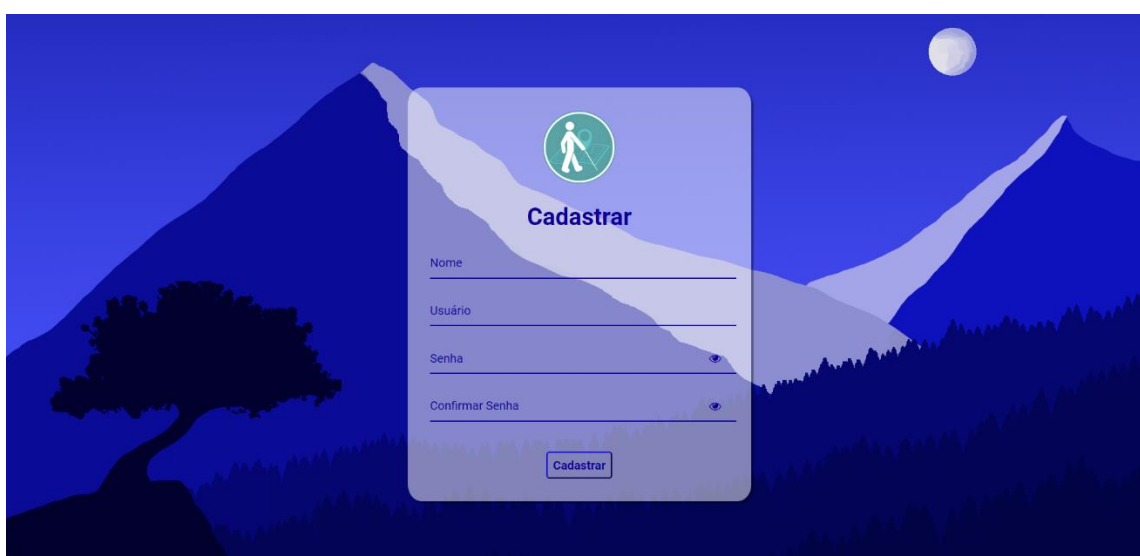 Cadastrar
Nome
Usuário
Senha
Confirmar Senha
Cadastrar